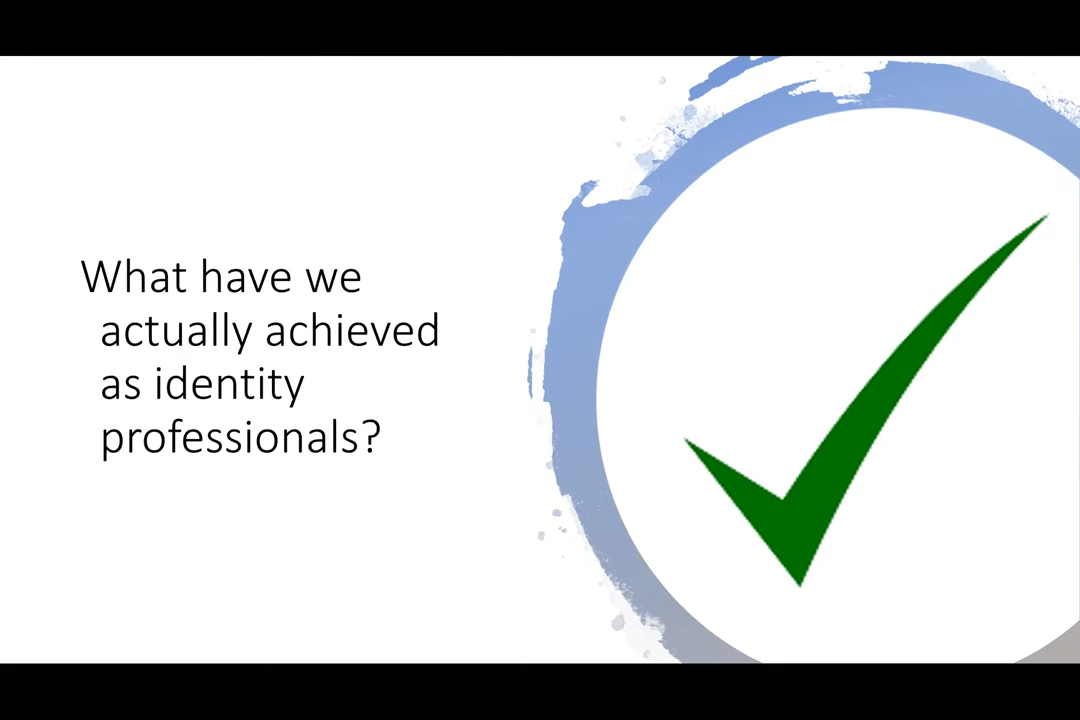 What have we
actually achieved
as identity
professionals?